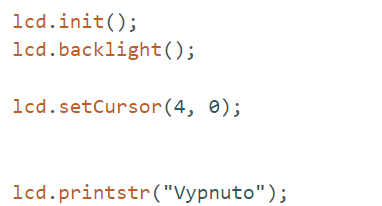 lcd.init();
lcd.backlight();
lcd.setCursor(4, 0);
lcd.printstr("Vypnuto");